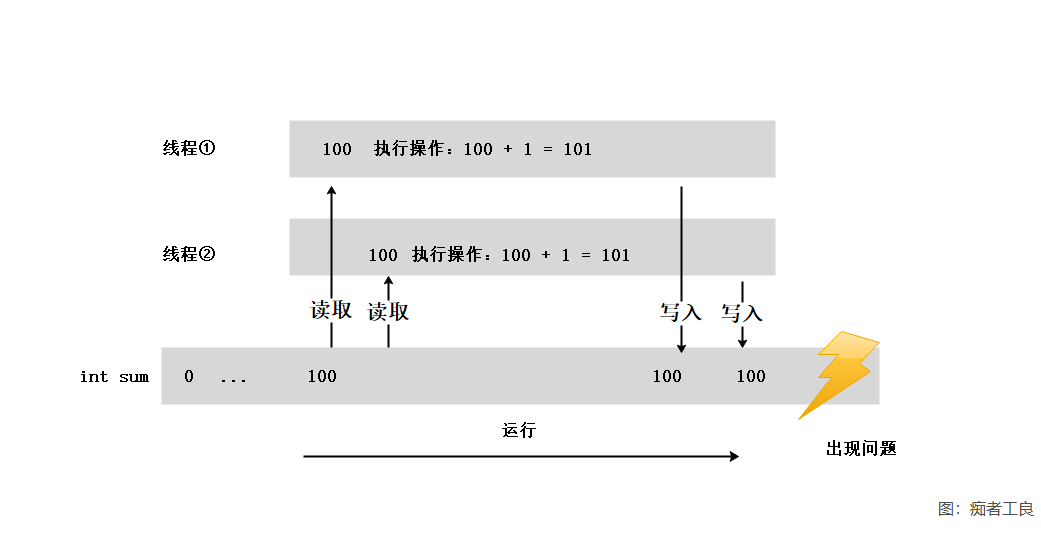 线程① 100 执行操作：100 + 1 = 101
线程② 100 执行操作：100 + 1 = 101
读取 读取 写入 写入
int sum 0 ... 100 100 100
运行
出现问题
图：痴者工良